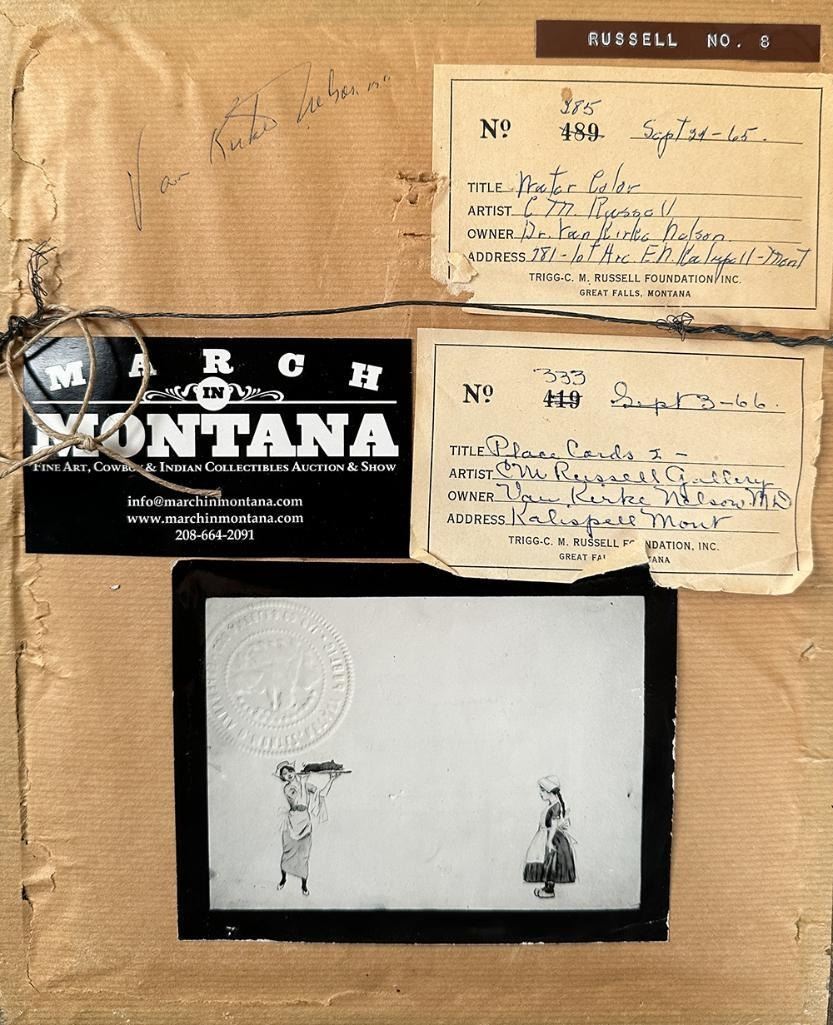 RUSSELL NO. 8
Van Kirke Nelson M.D.
385
Nº 489 Sept 21-65.
TITLE Water Color
ARTIST C M. Russell
OWNER Dr. Van Kirke Nelson
ADDRESS 781-1st Ave. E.N. Kalispell-Mont
TRIGG-C. M. RUSSELL FOUNDATION, INC.
GREAT FALLS, MONTANA
MARCH
IN
MONTANA
FINE ART, COWBOY & INDIAN COLLECTIBLES AUCTION & SHOW
info@marchinmontana.com
www.marchinmontana.com
208-664-2091
333
Nº 419 Sept 3-66.
TITLE Place Cards 2-
ARTIST CM Russell Gallery
OWNER Van Kirke Nelson MD
ADDRESS Kalispell Mont
TRIGG-C. M. RUSSELL F NDATION, INC.
GREAT FA ANA